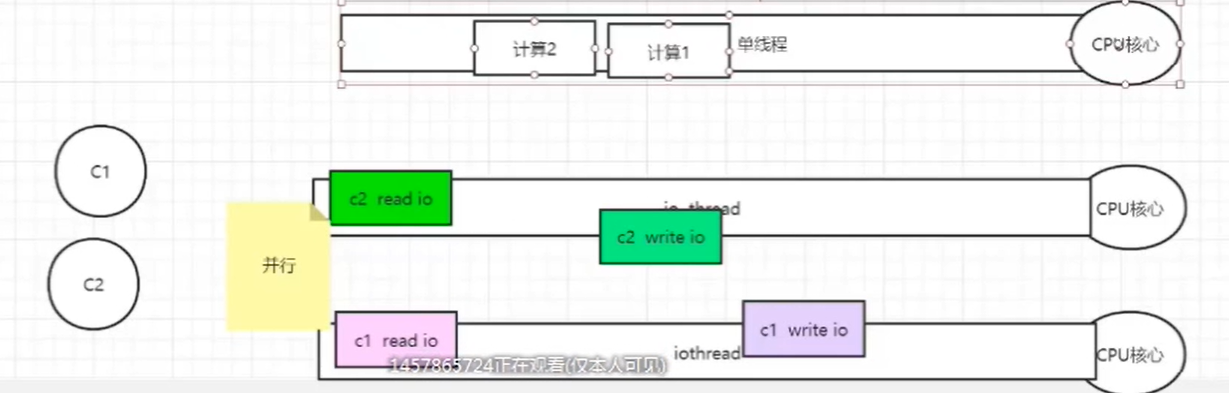 计算2
计算1
单线程
CPU核心
C1
c2 read io
io_thread
CPU核心
c2 write io
并行
C2
c1 read io
c1 write io
iothread
CPU核心
1457865724正在观看(仅本人可见)